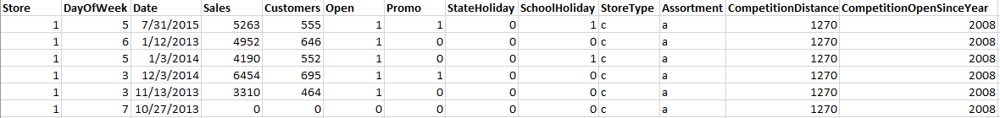 Store DayOfWeek Date Sales Customers Open Promo StateHoliday SchoolHoliday StoreType Assortment CompetitionDistance CompetitionOpenSinceYear
1 5 7/31/2015 5263 555 1 1 0 1 c a 1270 2008
1 6 1/12/2013 4952 646 1 0 0 0 c a 1270 2008
1 5 1/3/2014 4190 552 1 0 0 1 c a 1270 2008
1 3 12/3/2014 6454 695 1 1 0 0 c a 1270 2008
1 3 11/13/2013 3310 464 1 0 0 0 c a 1270 2008
1 7 10/27/2013 0 0 0 0 0 0 c a 1270 2008